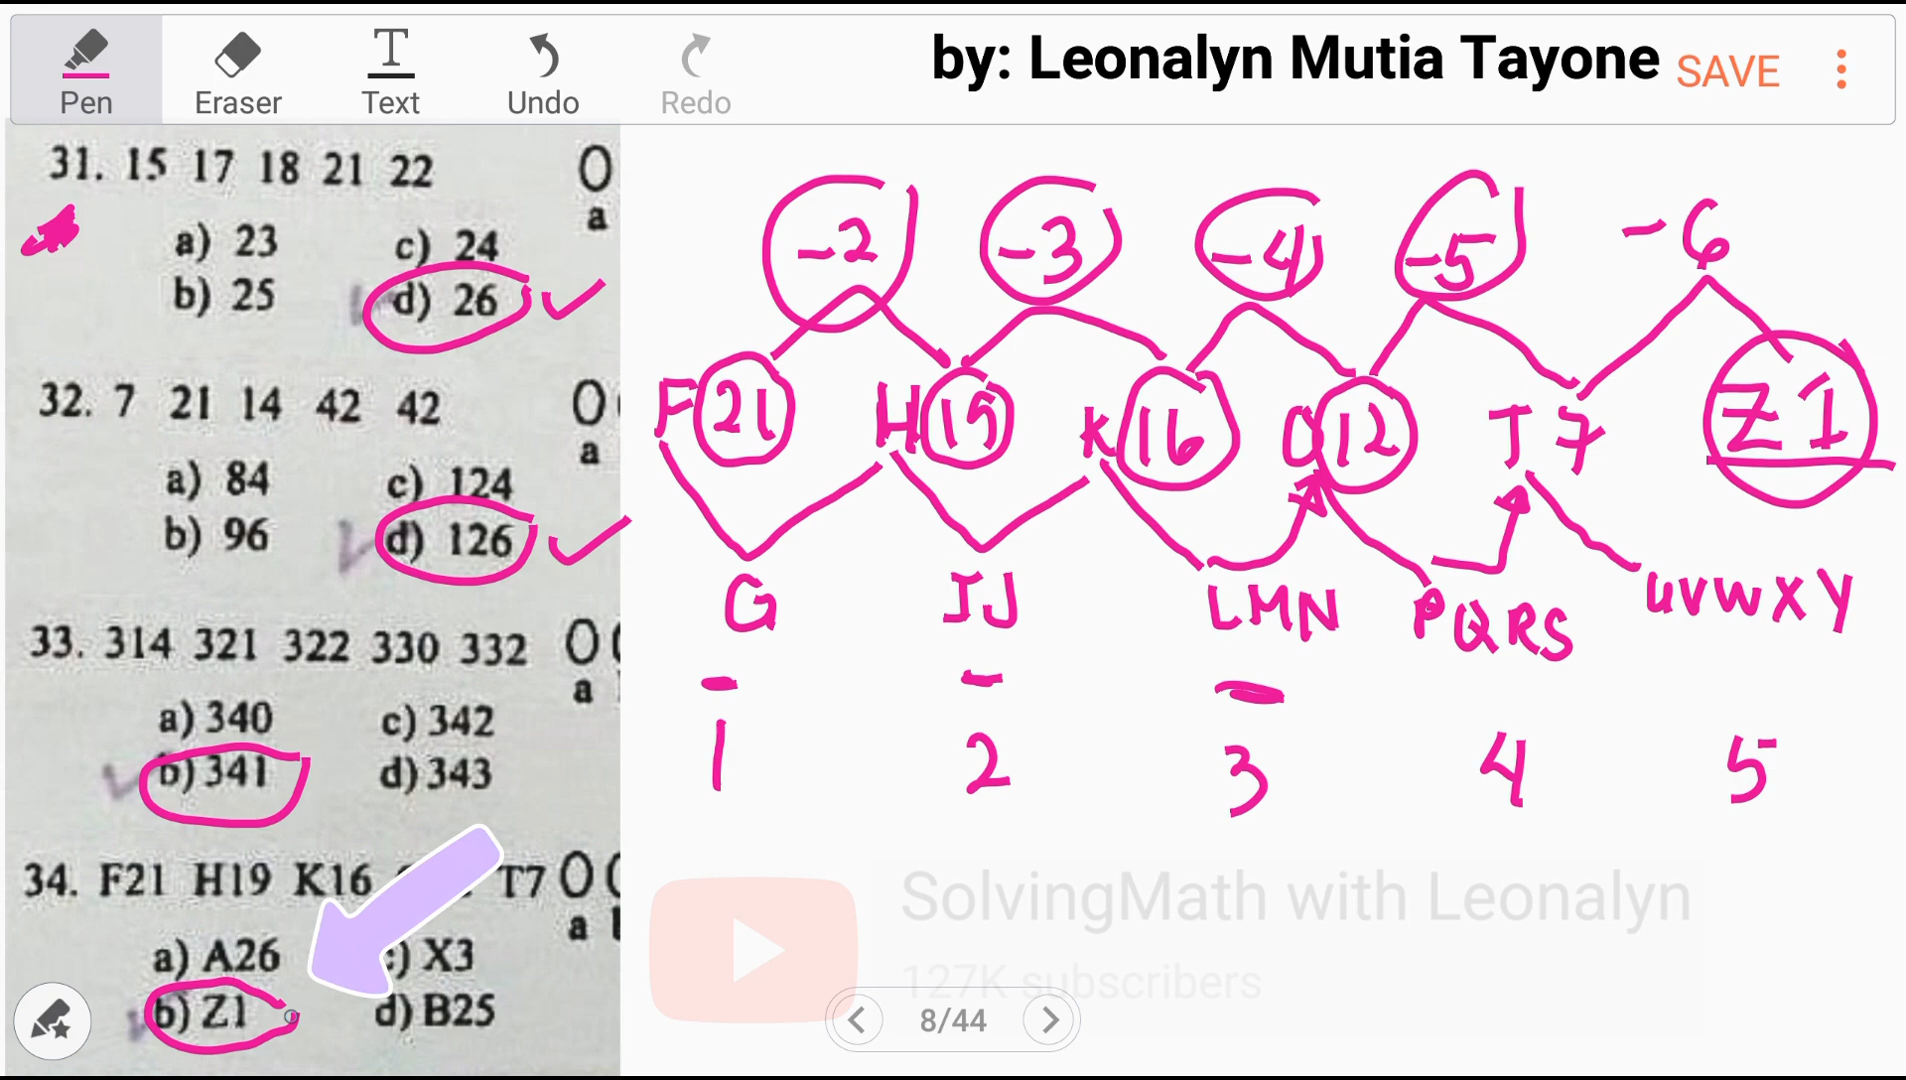 by: Leonalyn Mutia Tayone
SAVE
Pen
Eraser
Text
Undo
Redo
31. 15 17 18 21 22
a) 23 c) 24
b) 25 d) 26
32. 7 21 14 42 42
a) 84 c) 124
b) 96 d) 126
33. 314 321 322 330 332
a) 340 c) 342
b) 341 d) 343
34. F21 H19 K16 T7
a) A26 c) X3
b) Z1 d) B25
O
a
O
a
O
a
O
a
-2 -3 -4 -5 -6
F21 H19 K16 O12 T7 Z1
G IJ LMN PQRS UVWXY
1 2 3 4 5
SolvingMath with Leonalyn
127K subscribers
8/44